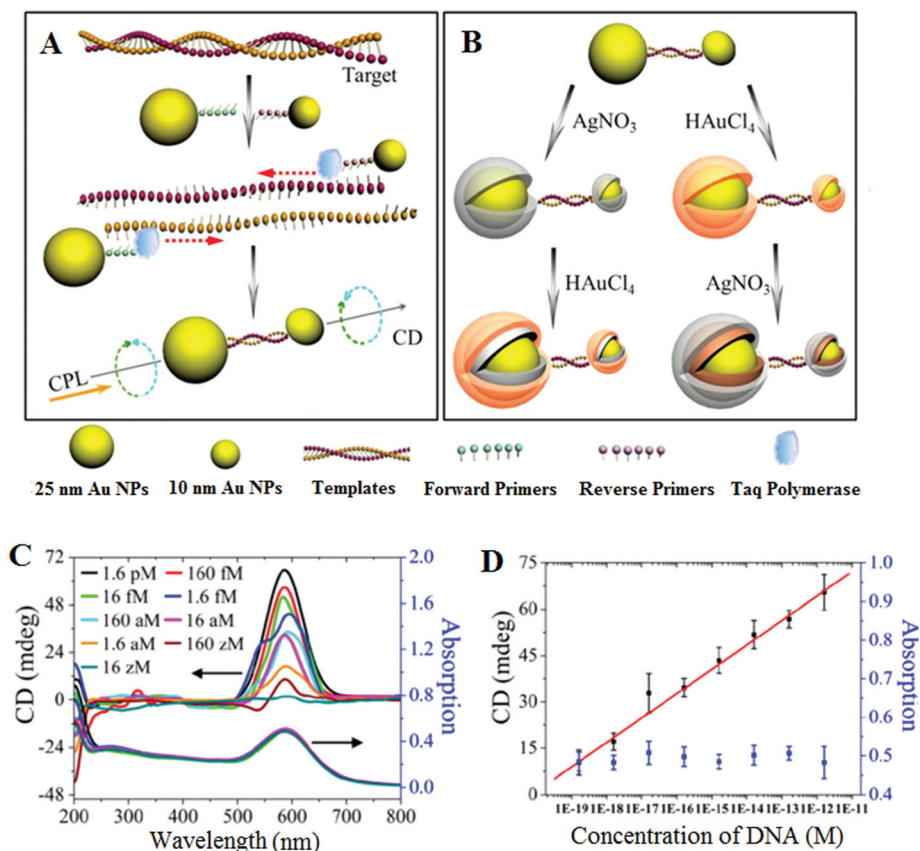 A
Target
CPL
CD
B
AgNO3
HAuCl4
HAuCl4
AgNO3
25 nm Au NPs
10 nm Au NPs
Templates
Forward Primers
Reverse Primers
Taq Polymerase
C
CD (mdeg)
72
48
24
0
-24
-48
1.6 pM
160 fM
16 fM
1.6 fM
160 aM
16 aM
1.6 aM
160 zM
16 zM
2.0
1.6
1.2
0.8
0.4
0.0
Absorption
200 300 400 500 600 700 800
Wavelength (nm)
D
CD (mdeg)
75
60
45
30
15
0
1.0
0.9
0.8
0.7
0.6
0.5
0.4
Absorption
1E-19 1E-18 1E-17 1E-16 1E-15 1E-14 1E-13 1E-12 1E-11
Concentration of DNA (M)